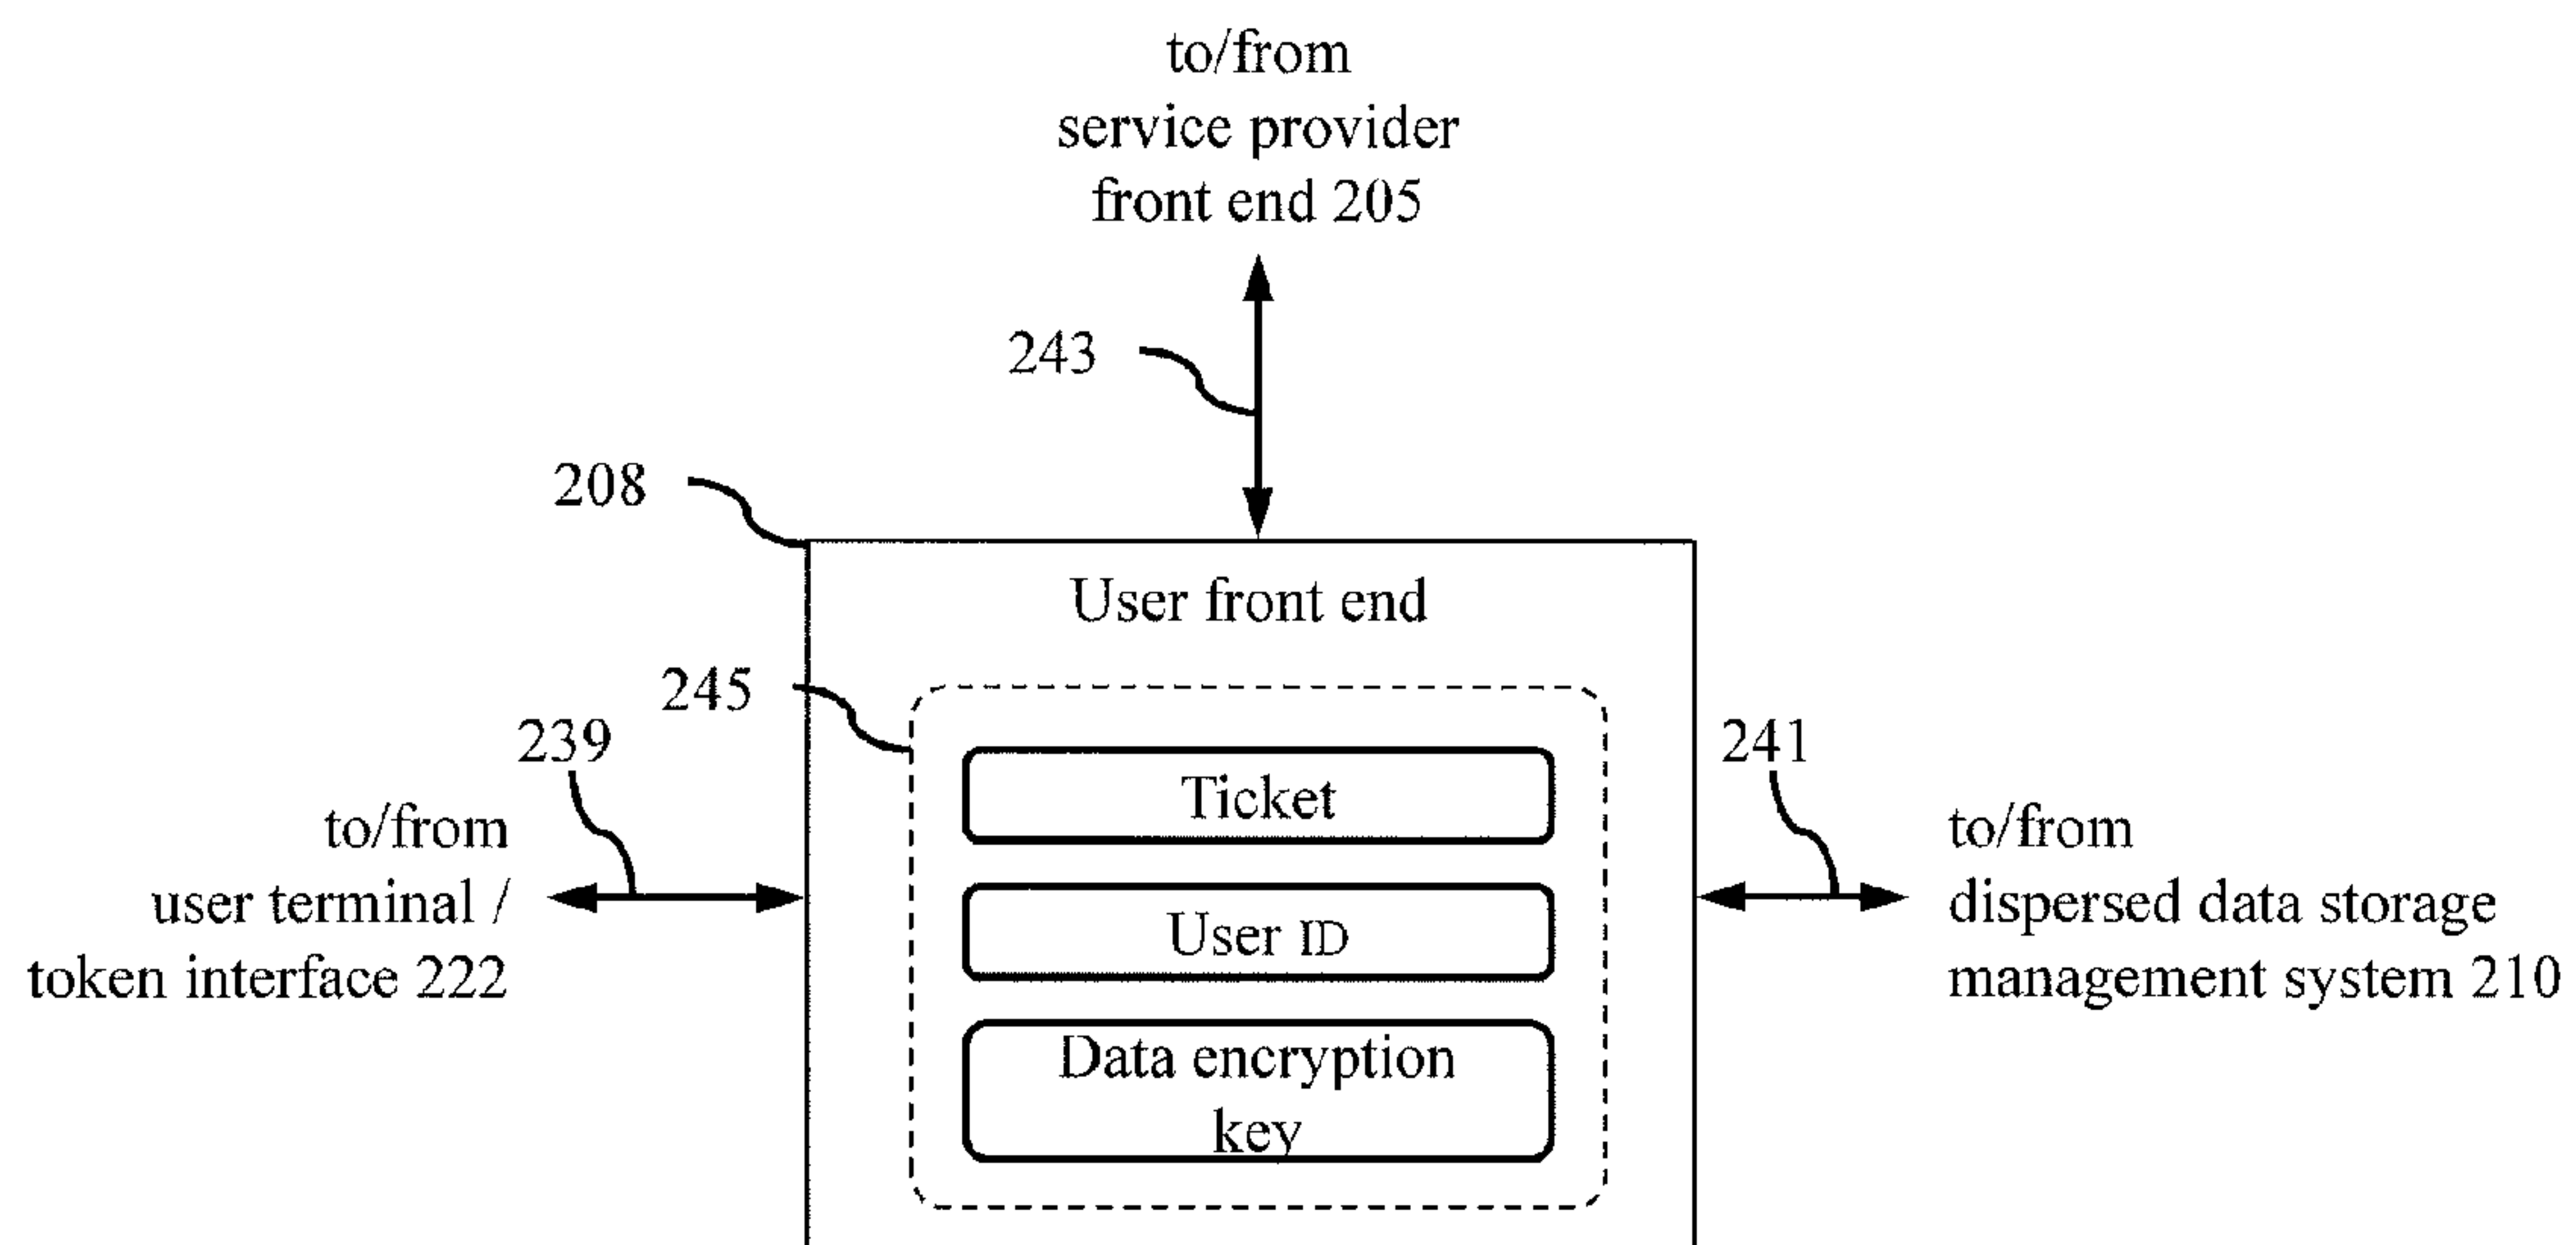 to/from
service provider
front end 205
243
208
User front end
245
239
241
Ticket
to/from
user terminal /
token interface 222
to/from
dispersed data storage
management system 210
User ID
Data encryption
key